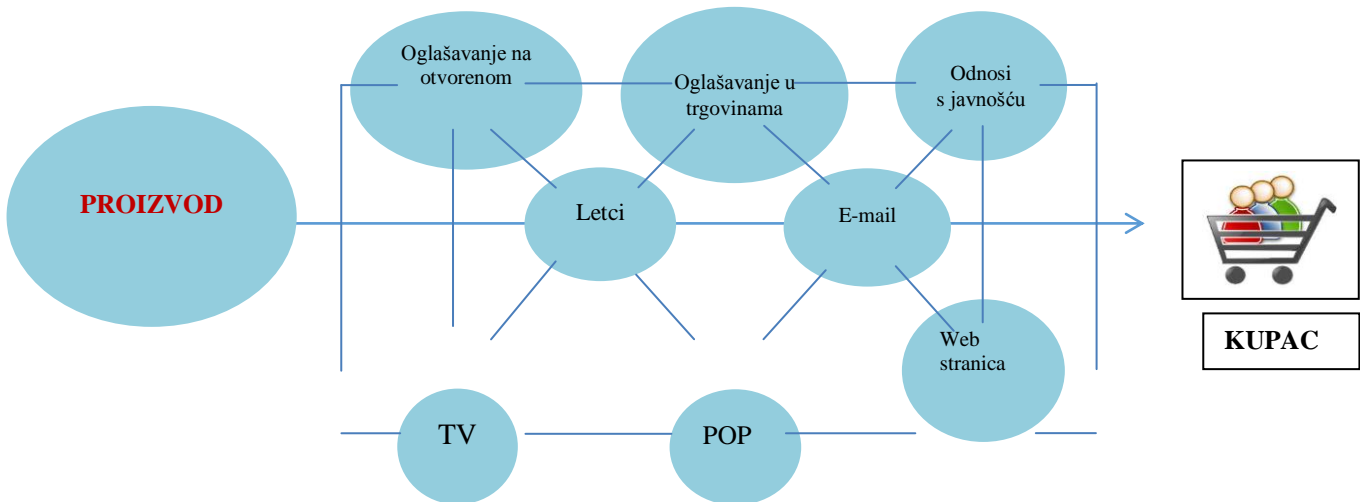 Oglašavanje na
otvorenom
Oglašavanje u
trgovinama
Odnosi
s javnošću
PROIZVOD
Letci
E-mail
KUPAC
Web
stranica
TV
POP